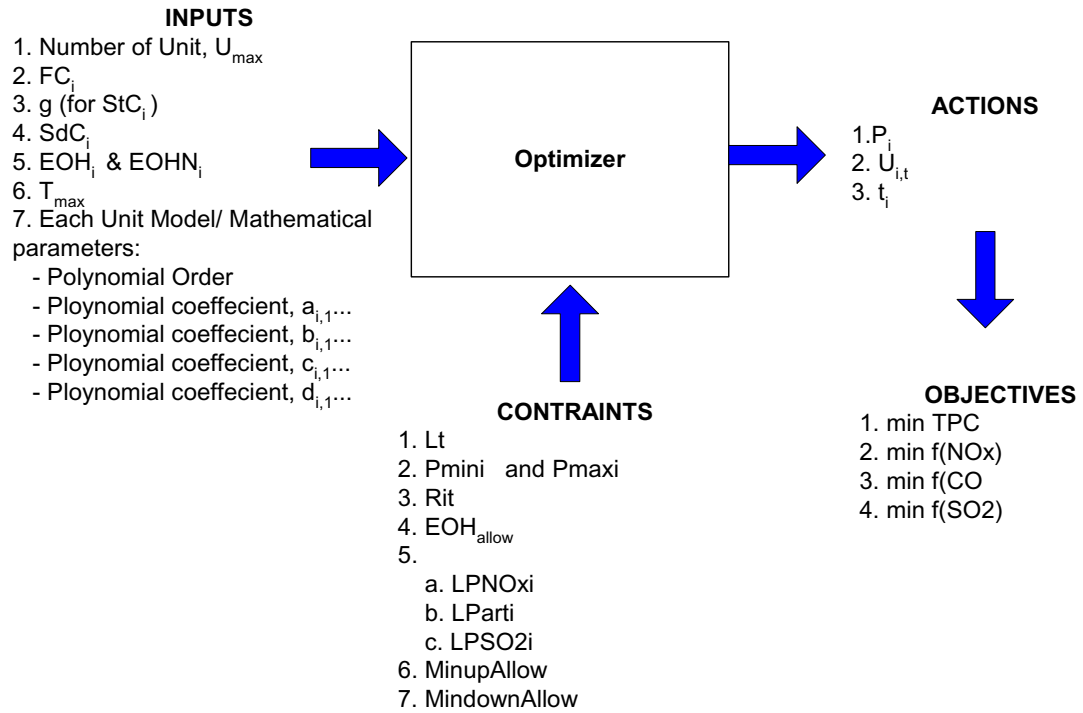 INPUTS
1. Number of Unit, Umax
2. FCi
3. g (for StCi )
4. SdCi
5. EOHi & EOHNi
6. Tmax
7. Each Unit Model/ Mathematical
parameters:
- Polynomial Order
- Ploynomial coeffecient, ai,1...
- Ploynomial coeffecient, bi,1...
- Ploynomial coeffecient, ci,1...
- Ploynomial coeffecient, di,1...
Optimizer
CONTRAINTS
1. Lt
2. Pmini and Pmaxi
3. Rit
4. EOHallow
5.
a. LPNOxi
b. LParti
c. LPSO2i
6. MinupAllow
7. MindownAllow
ACTIONS
1.Pi
2. Ui,t
3. ti
OBJECTIVES
1. min TPC
2. min f(NOx)
3. min f(CO
4. min f(SO2)